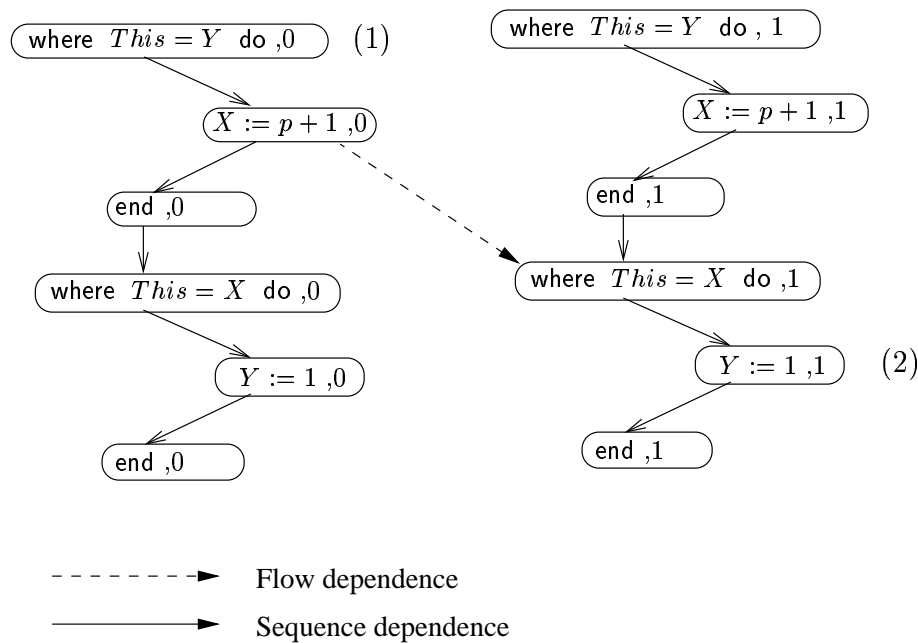 where This = Y do ,0 (1)
X := p + 1 ,0
end ,0
where This = X do ,0
Y := 1 ,0
end ,0
where This = Y do , 1
X := p + 1 ,1
end ,1
where This = X do ,1
Y := 1 ,1 (2)
end ,1
Flow dependence
Sequence dependence